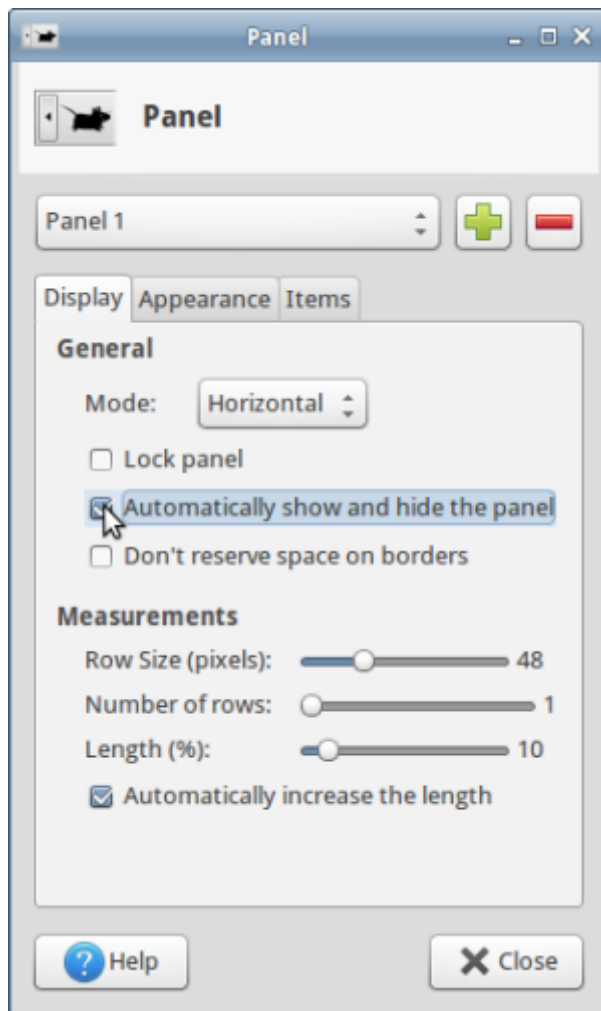 Panel
Panel
Panel 1
Display Appearance Items
General
Mode: Horizontal
Lock panel
Automatically show and hide the panel
Don't reserve space on borders
Measurements
Row Size (pixels): 48
Number of rows: 1
Length (%): 10
Automatically increase the length
Help Close